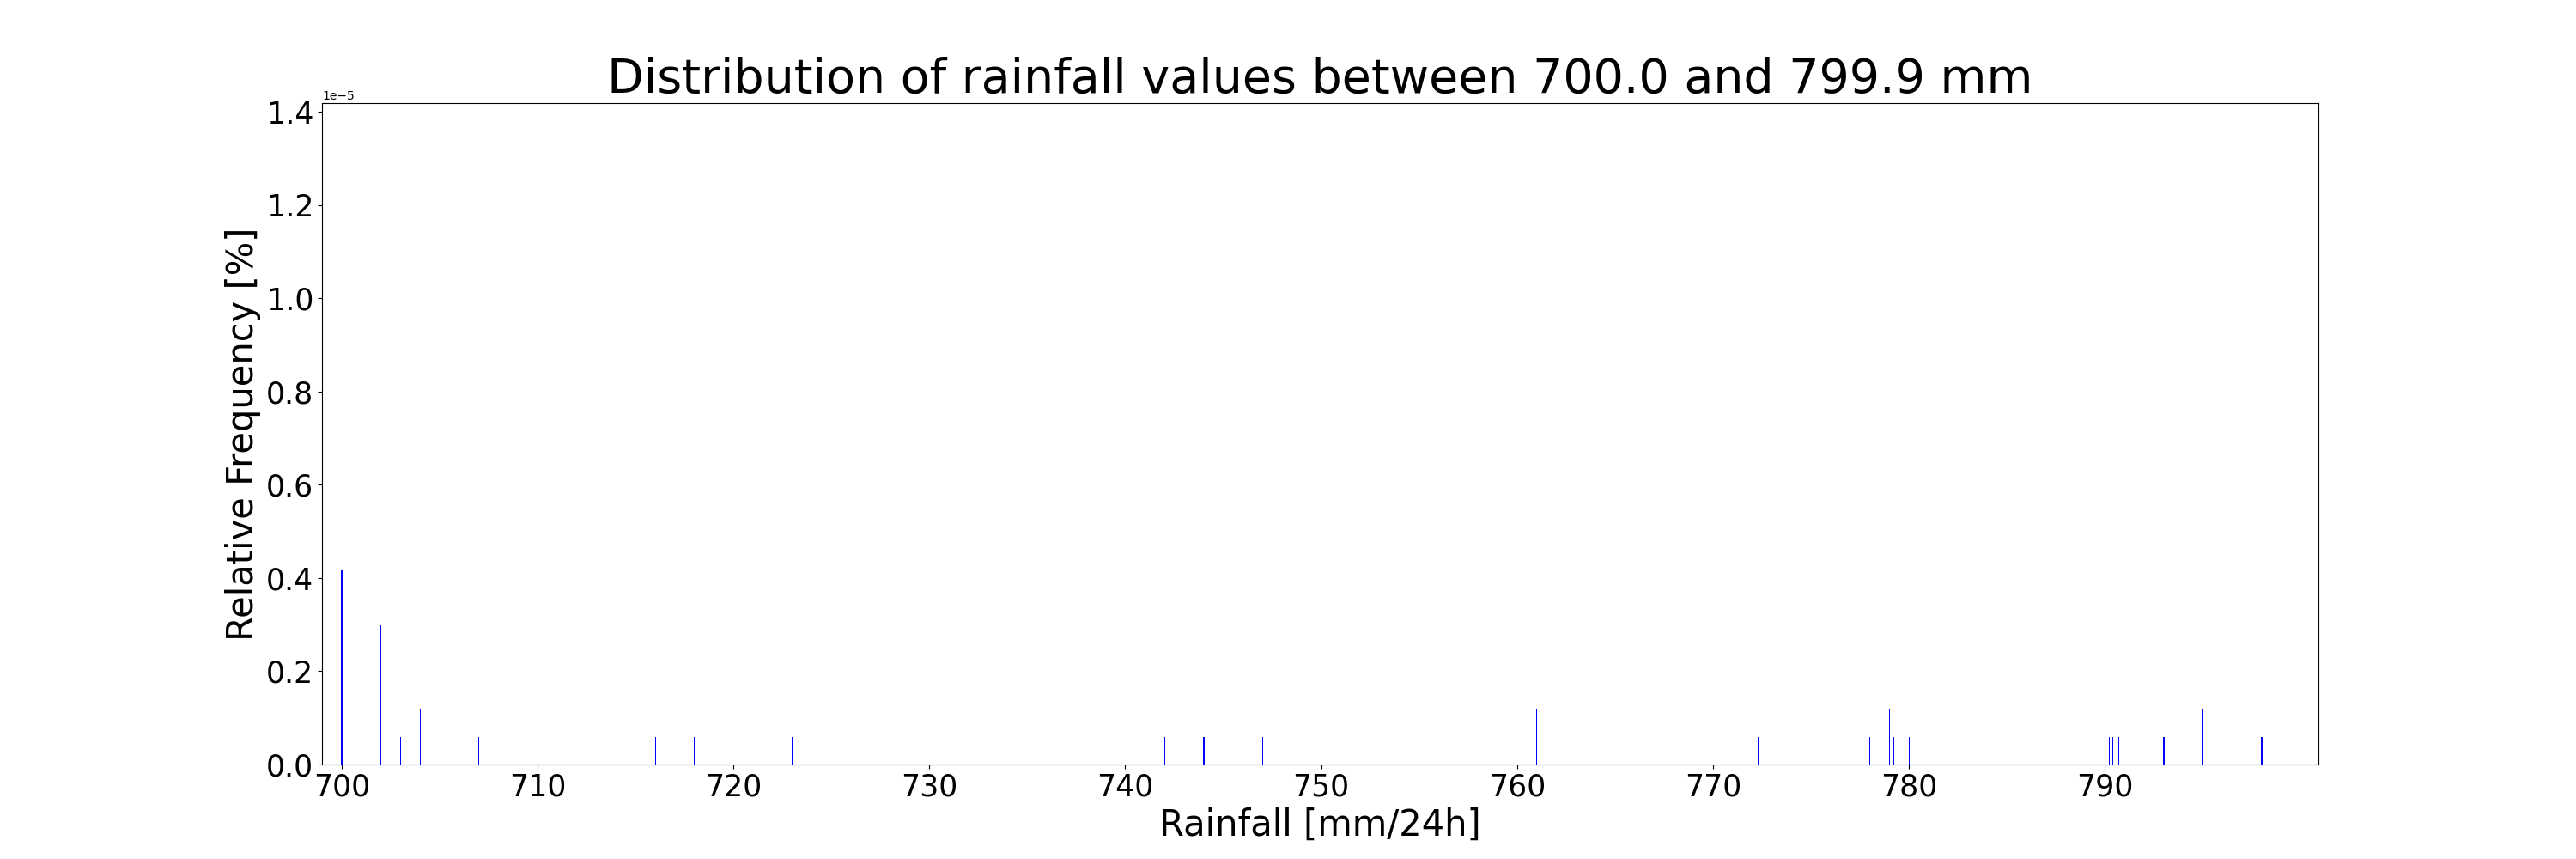 Distribution of rainfall values between 700.0 and 799.9 mm
1e−5
1.4
1.2
1.0
0.8
0.6
0.4
0.2
0.0
Relative Frequency [%]
700 710 720 730 740 750 760 770 780 790
Rainfall [mm/24h]